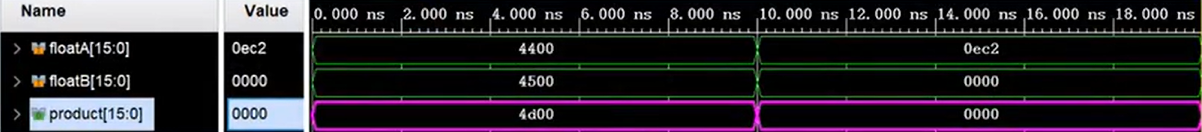 Name Value 0.000 ns 2.000 ns 4.000 ns 6.000 ns 8.000 ns 10.000 ns 12.000 ns 14.000 ns 16.000 ns 18.000 ns
floatA[15:0] 0ec2 4400 0ec2
floatB[15:0] 0000 4500 0000
product[15:0] 0000 4d00 0000